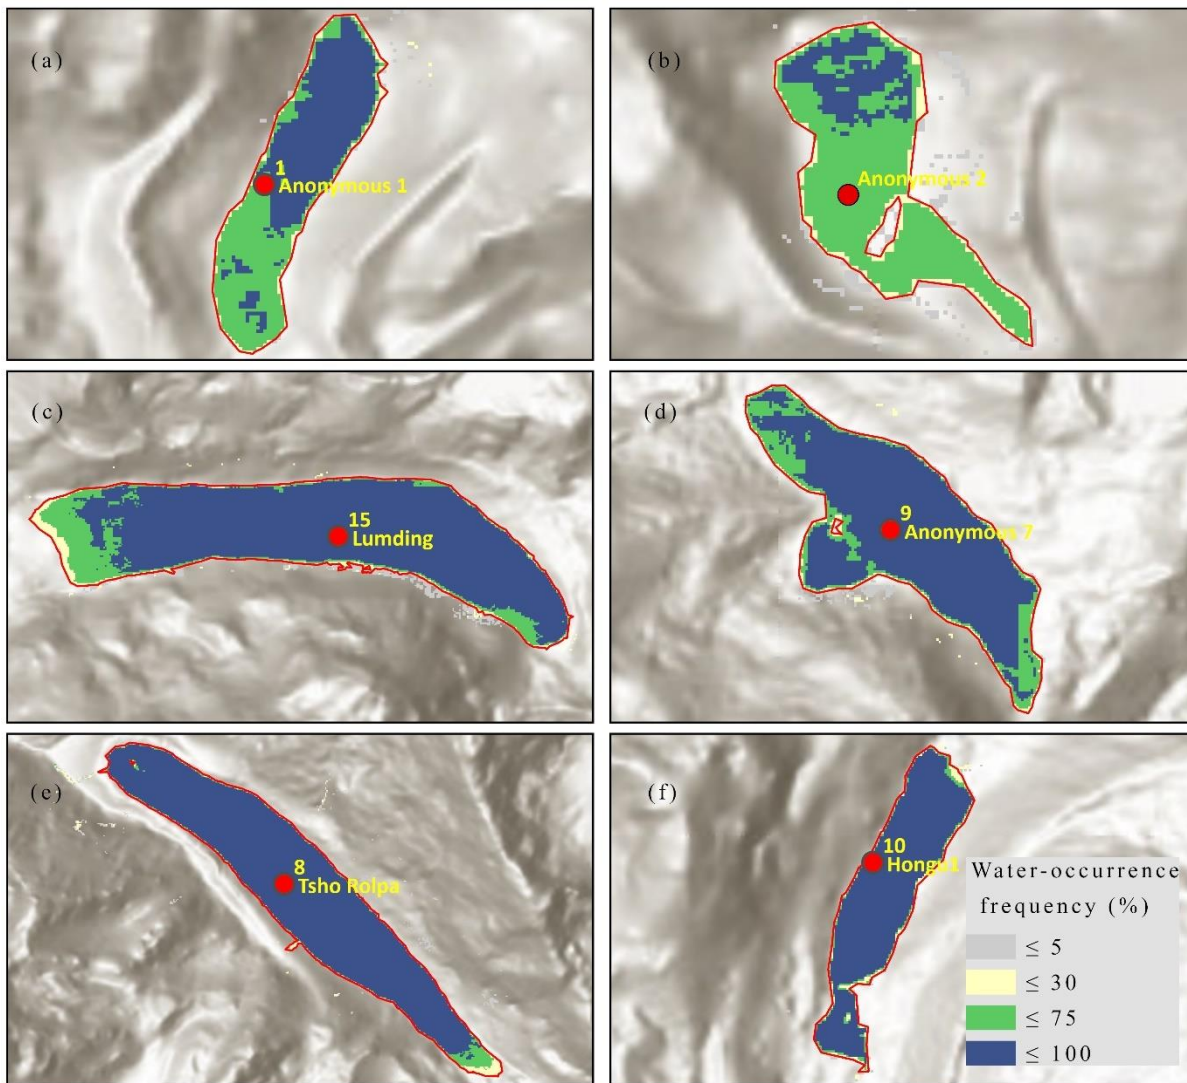 (a)
1
Anonymous 1
(b)
Anonymous 2
(c)
15
Lumding
(d)
9
Anonymous 7
(e)
8
Tsho Rolpa
(f)
10
Hongu1
Water-occurrence
frequency (%)
≤ 5
≤ 30
≤ 75
≤ 100